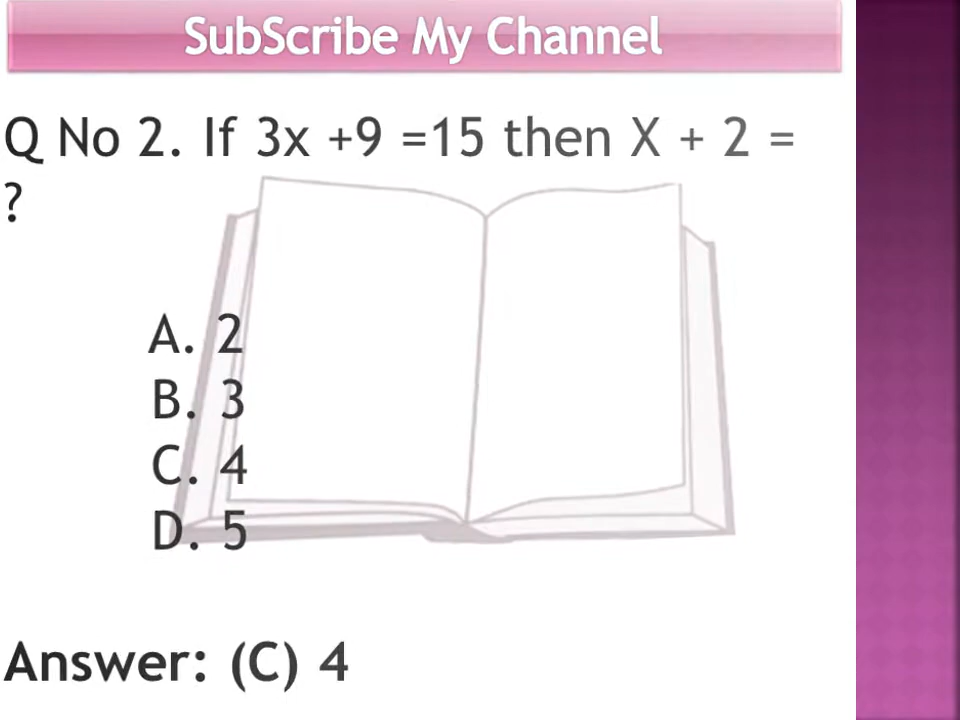 SubScribe My Channel
Q No 2. If 3x +9 =15 then X + 2 =
?
A. 2
B. 3
C. 4
D. 5
Answer: (C) 4